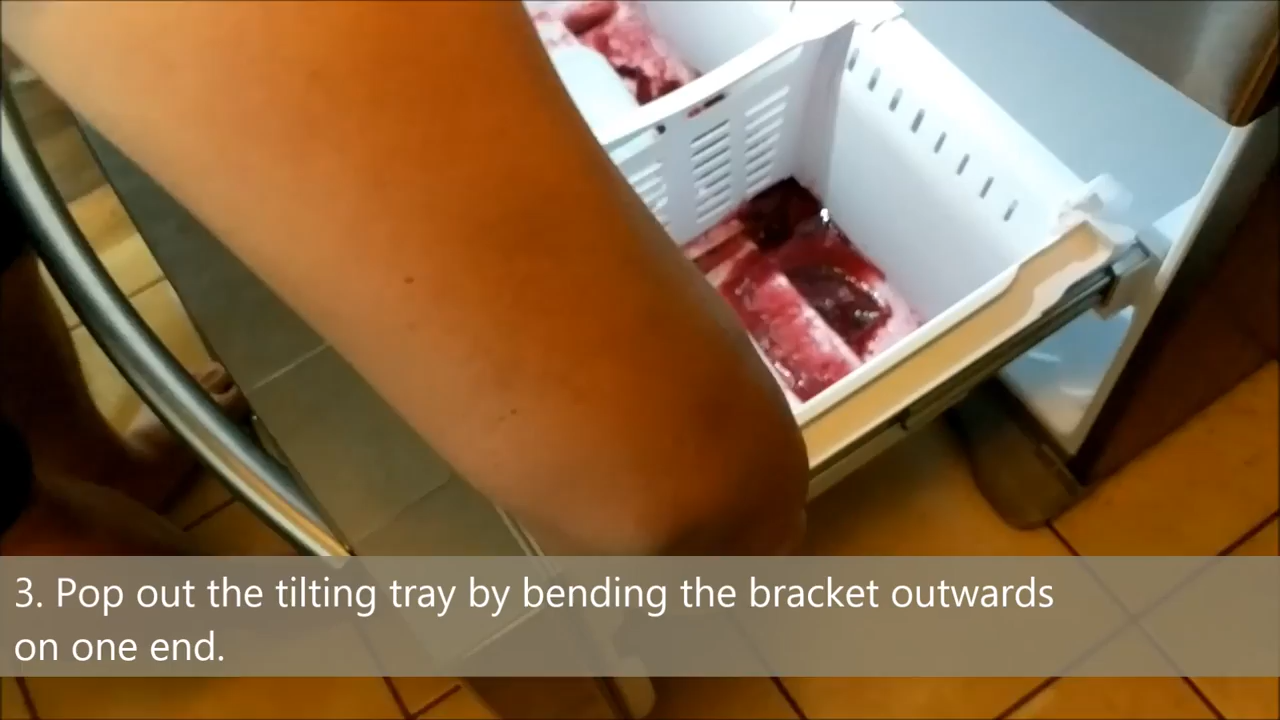 3. Pop out the tilting tray by bending the bracket outwards
on one end.